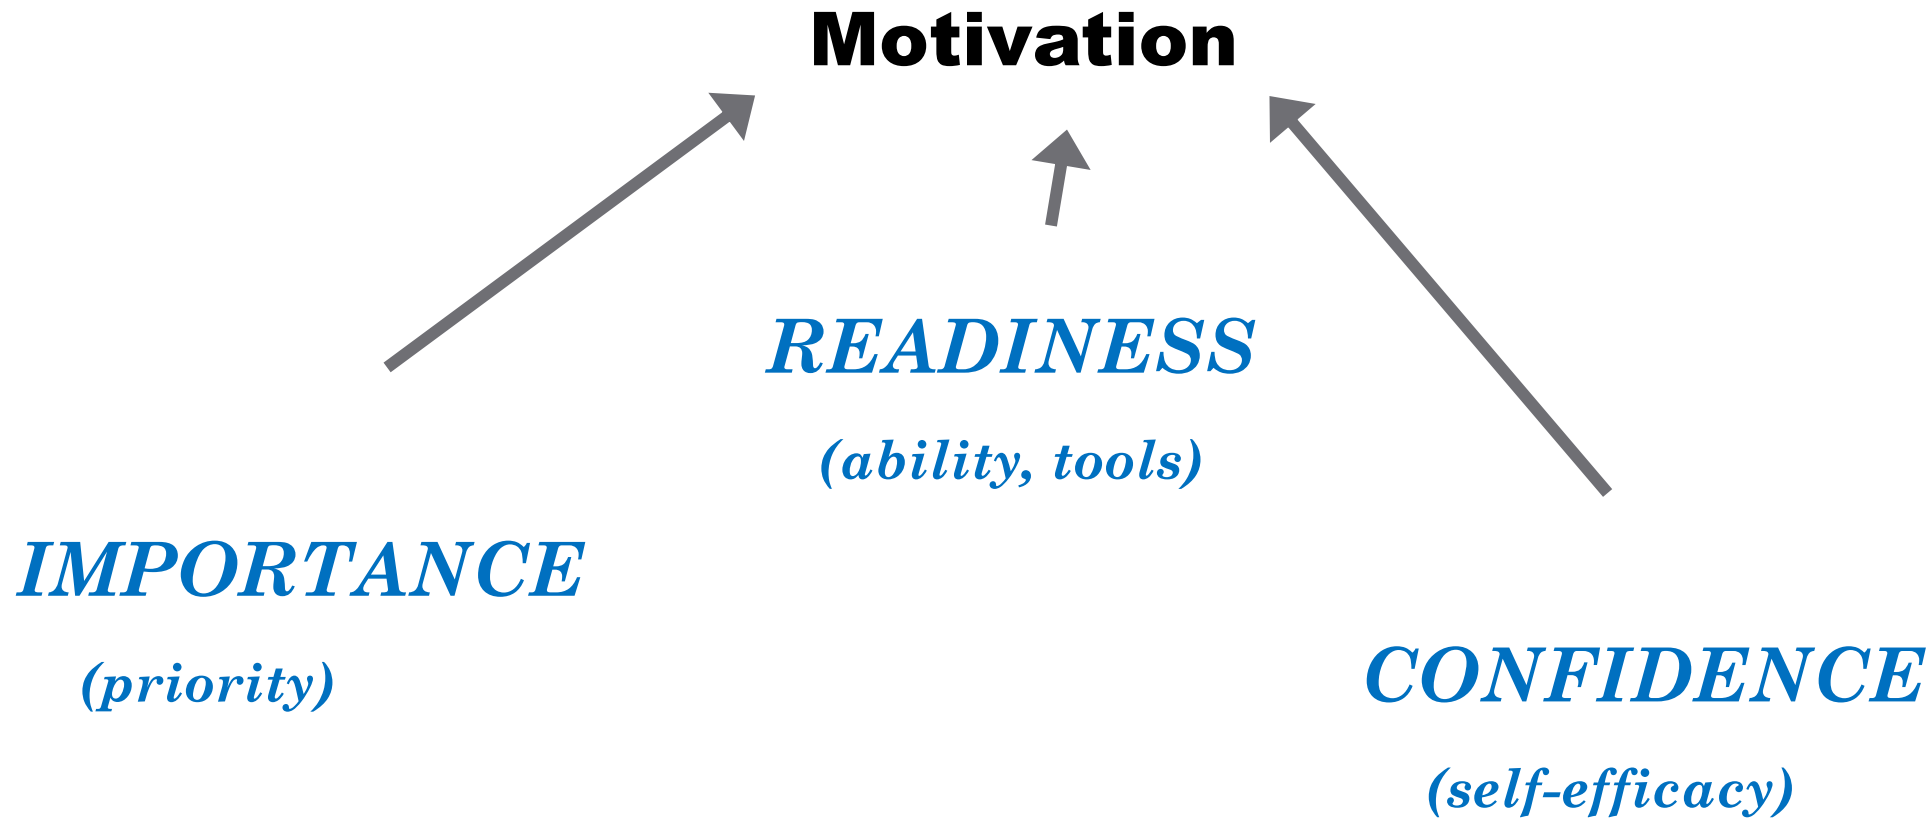 Motivation
READINESS
(ability, tools)
IMPORTANCE
(priority)
CONFIDENCE
(self-efficacy)